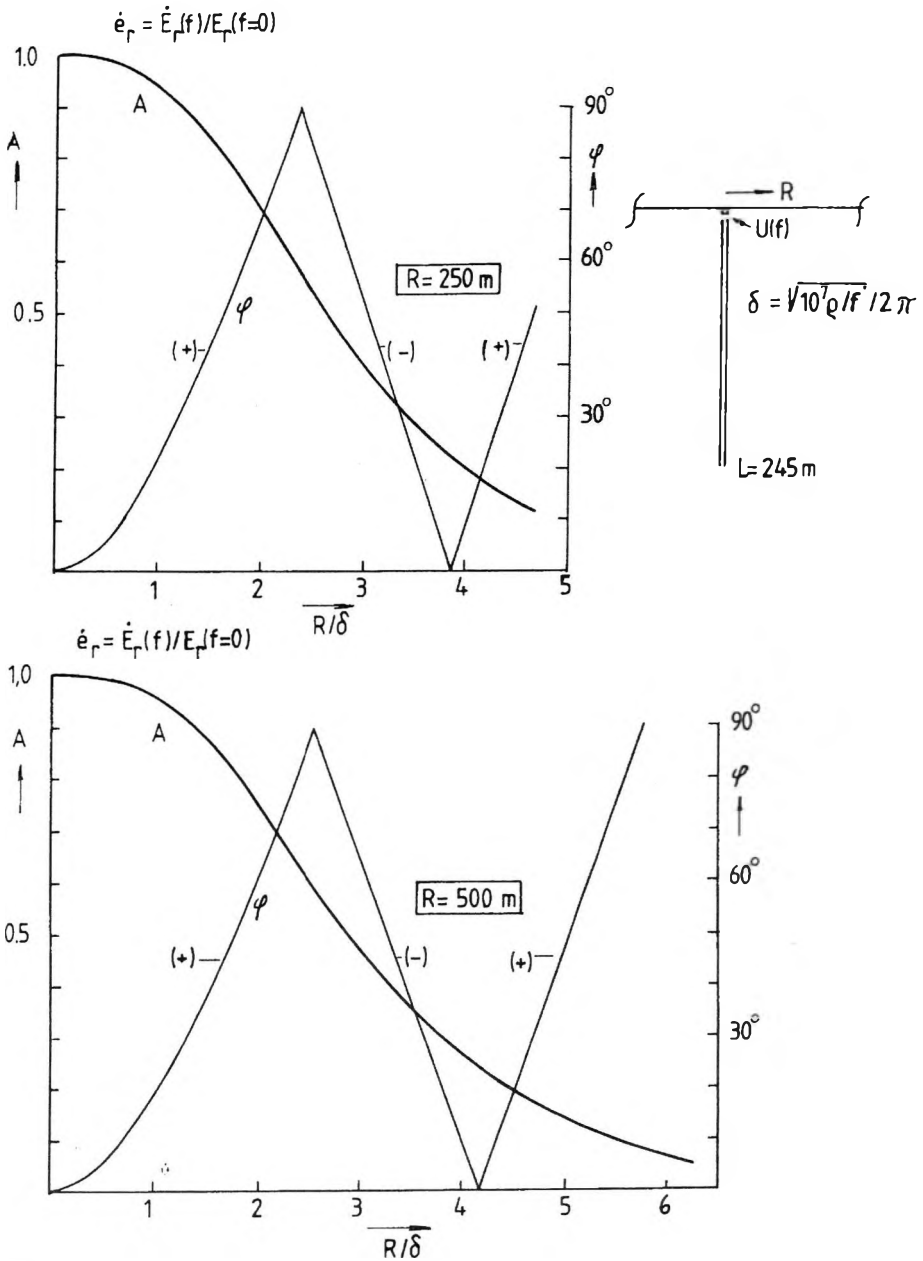 ė_r = Ė_r(f)/E_r(f=0)
1.0
A
90°
A
φ
R
U(f)
60°
R= 250 m
δ = √10⁷ϱ/f /2π
0.5
φ
(+)
(-)
(+)
30°
L=245 m
1 2 3 4 5
R/δ
ė_r = Ė_r(f)/E_r(f=0)
1,0
A
A
90°
φ
60°
R= 500 m
φ
0.5
(+)
(-)
(+)
30°
1 2 3 4 5 6
R/δ